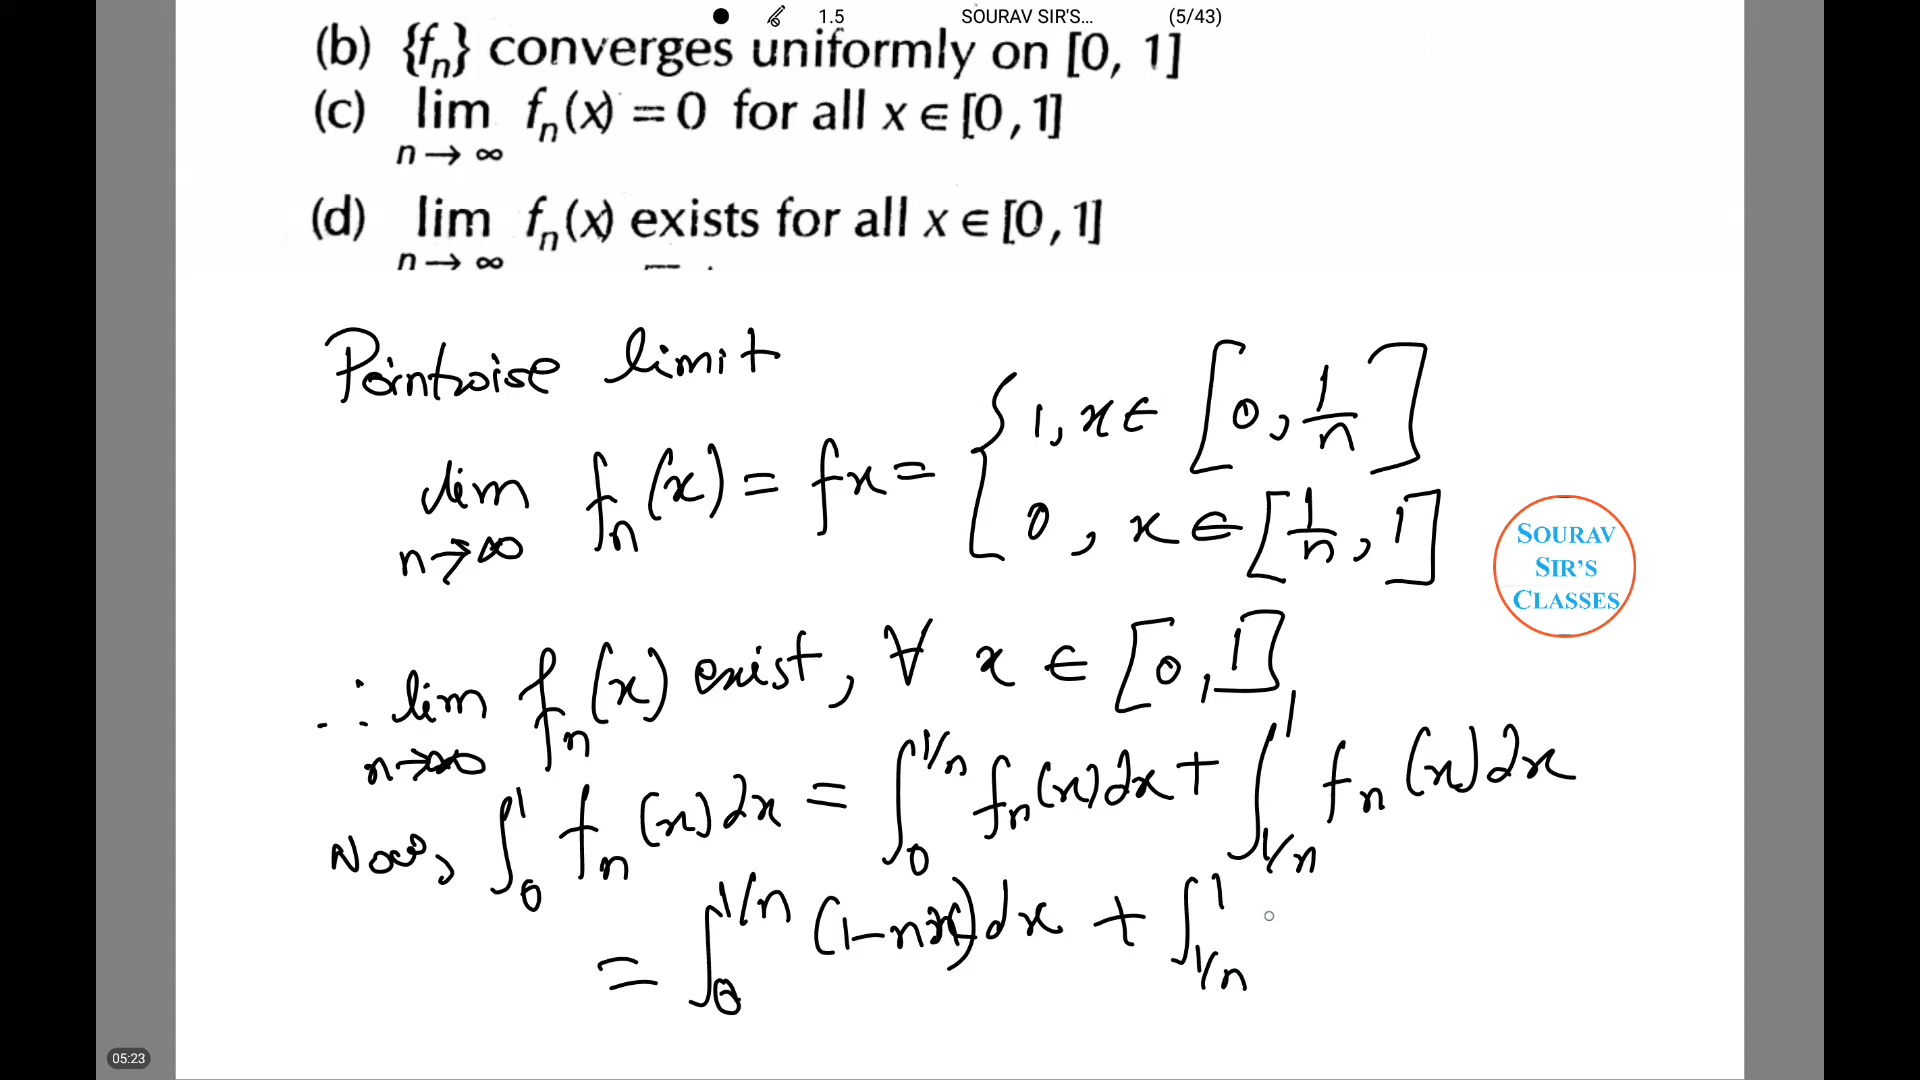 1.5 SOURAV SIR'S... (5/43)
(b) {fₙ} converges uniformly on [0, 1]
(c) lim fₙ(x) = 0 for all x ∈ [0, 1]
n → ∞
(d) lim fₙ(x) exists for all x ∈ [0, 1]
n → ∞
Pointwise limit
lim fₙ(x) = fx = { 1, x ∈ [0, 1/n]
n→∞ 0, x ∈ [1/n, 1]
SOURAV
SIR'S
CLASSES
∴ lim fₙ(x) exist, ∀ x ∈ [0, 1]
n→∞
Now, ∫₀¹ fₙ(x)dx = ∫₀^1/n fₙ(x)dx + ∫_1/n^1 fₙ(x)dx
= ∫₀^1/n (1-nx)dx + ∫_1/n^1
05:23